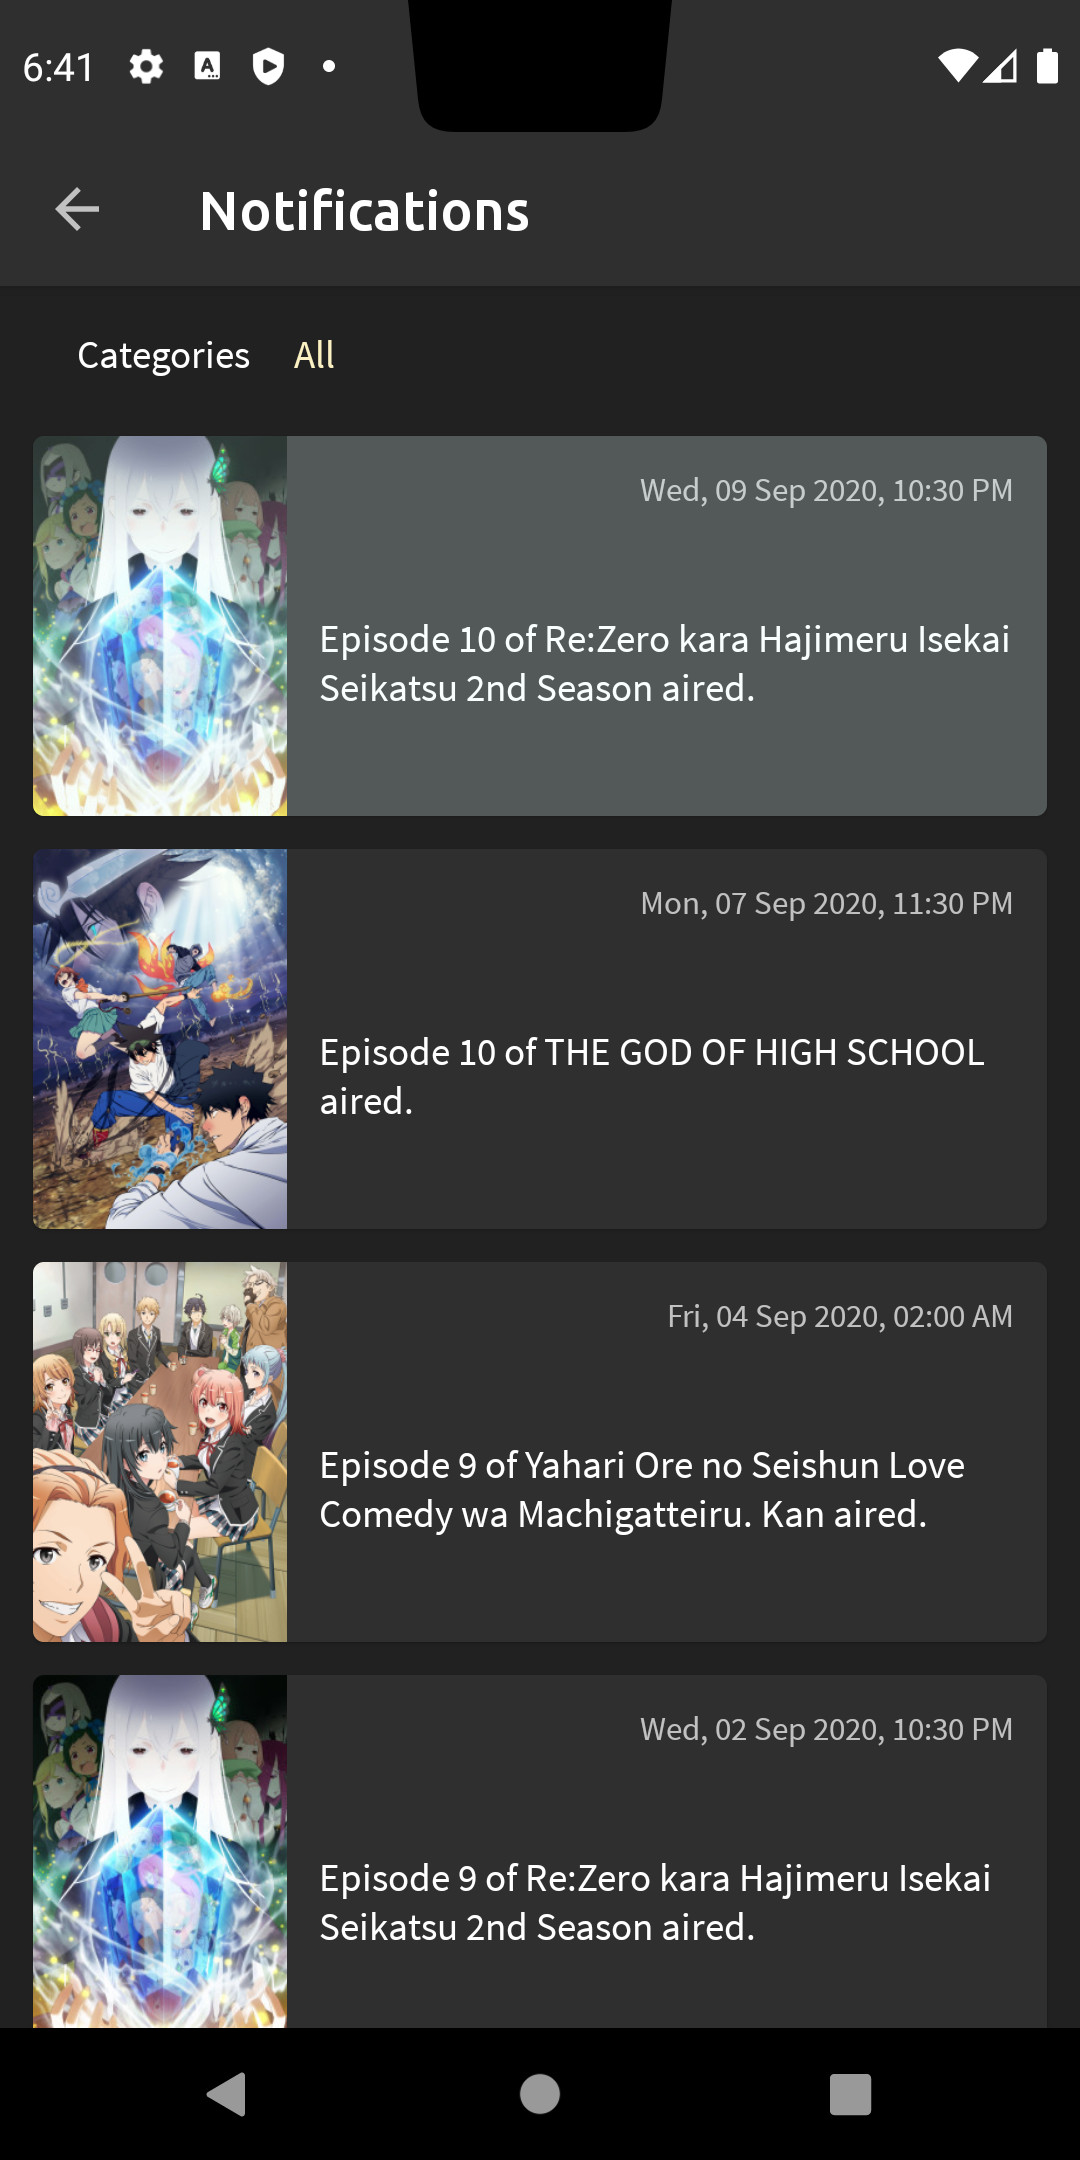 6:41
Notifications
Categories All
Wed, 09 Sep 2020, 10:30 PM
Episode 10 of Re:Zero kara Hajimeru Isekai
Seikatsu 2nd Season aired.
Mon, 07 Sep 2020, 11:30 PM
Episode 10 of THE GOD OF HIGH SCHOOL
aired.
Fri, 04 Sep 2020, 02:00 AM
Episode 9 of Yahari Ore no Seishun Love
Comedy wa Machigatteiru. Kan aired.
Wed, 02 Sep 2020, 10:30 PM
Episode 9 of Re:Zero kara Hajimeru Isekai
Seikatsu 2nd Season aired.